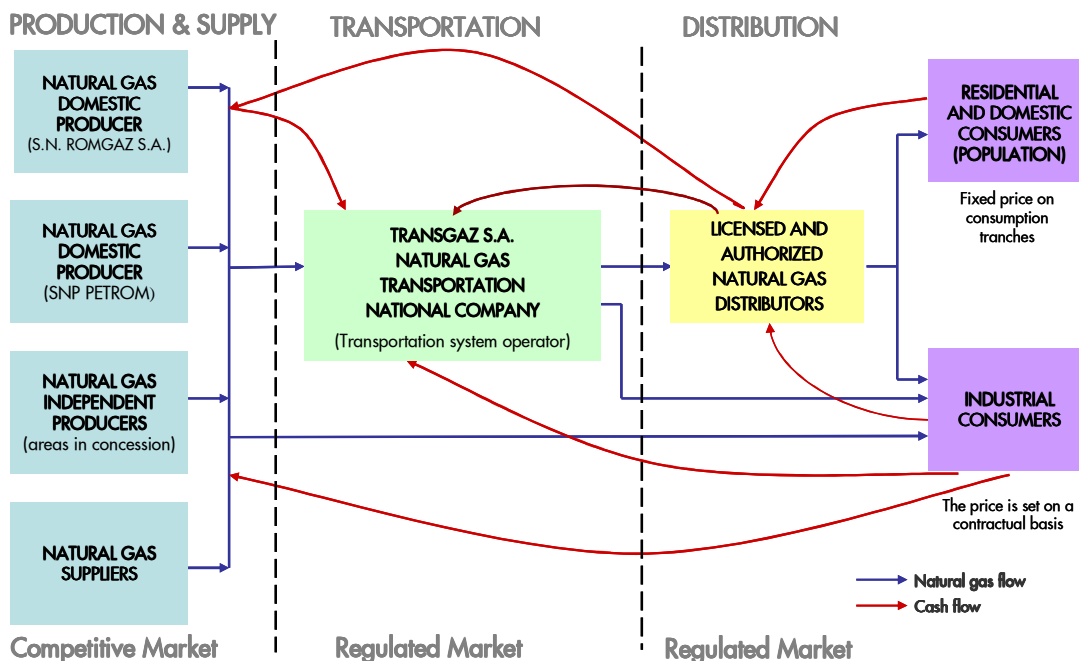 PRODUCTION & SUPPLY
TRANSPORTATION
DISTRIBUTION
NATURAL GAS
DOMESTIC
PRODUCER
(S.N. ROMGAZ S.A.)
NATURAL GAS
DOMESTIC
PRODUCER
(SNP PETROM)
NATURAL GAS
INDEPENDENT
PRODUCERS
(areas in concession)
NATURAL GAS
SUPPLIERS
TRANSGAZ S.A.
NATURAL GAS
TRANSPORTATION
NATIONAL COMPANY
(Transportation system operator)
LICENSED AND
AUTHORIZED
NATURAL GAS
DISTRIBUTORS
RESIDENTIAL
AND DOMESTIC
CONSUMERS
(POPULATION)
Fixed price on
consumption
tranches
INDUSTRIAL
CONSUMERS
The price is set on a
contractual basis
Natural gas flow
Cash flow
Competitive Market
Regulated Market
Regulated Market